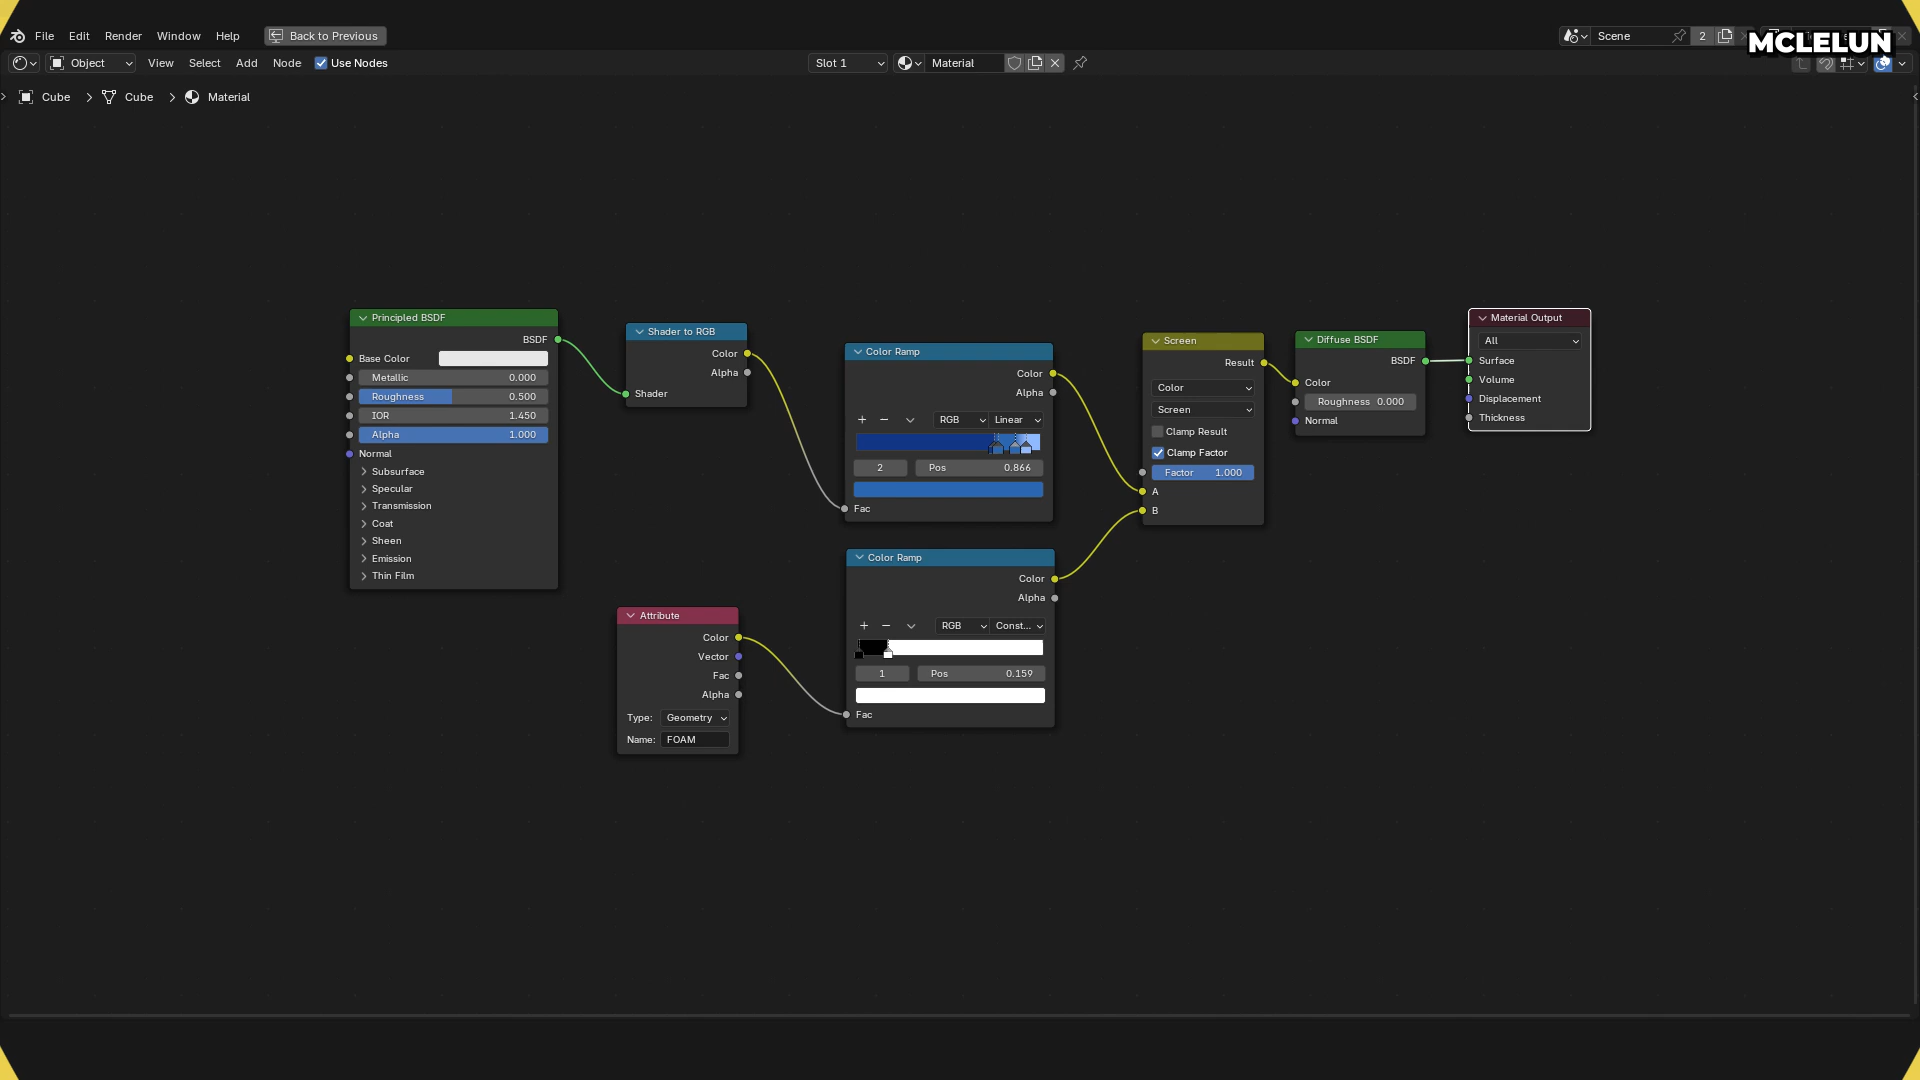 File Edit Render Window Help Back to Previous Scene 2
MCLELUN
Object View Select Add Node Use Nodes Slot 1 Material
Cube Cube Material
Principled BSDF
BSDF
Base Color
Metallic 0.000
Roughness 0.500
IOR 1.450
Alpha 1.000
Normal
Subsurface
Specular
Transmission
Coat
Sheen
Emission
Thin Film
Shader to RGB
Color
Alpha
Shader
Color Ramp
Color
Alpha
RGB Linear
2 Pos 0.866
Fac
Screen
Result
Color
Screen
Clamp Result
Clamp Factor
Factor 1.000
A
B
Diffuse BSDF
BSDF
Color
Roughness 0.000
Normal
Material Output
All
Surface
Volume
Displacement
Thickness
Attribute
Color
Vector
Fac
Alpha
Type: Geometry
Name: FOAM
Color Ramp
Color
Alpha
RGB Const...
1 Pos 0.159
Fac